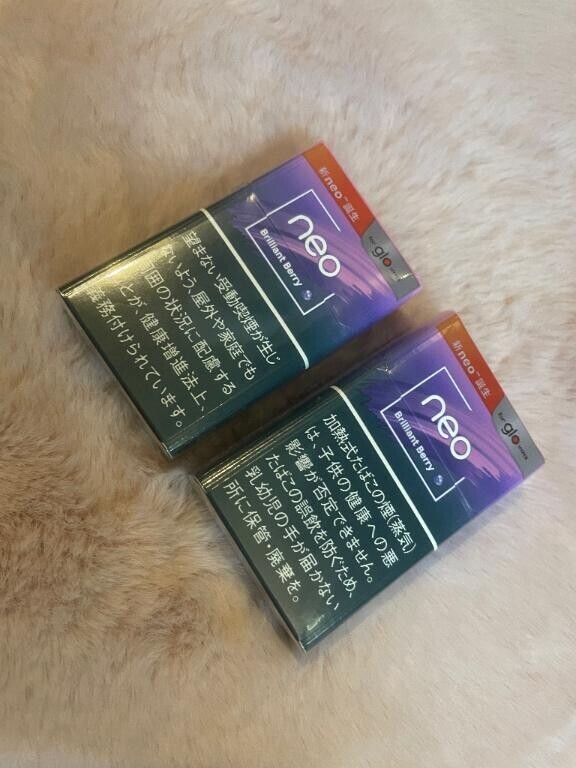 新neo™誕生
for glo
neo
Brilliant Berry
望まない受動喫煙が生じ
ないよう、屋外や家庭でも
周囲の状況に配慮する
ことが、健康増進法上、
義務付けられています。
新neo™誕生
for glo
neo
Brilliant Berry
加熱式たばこの煙(蒸気)
は、子供の健康への悪
影響が否定できません。
たばこの誤飲を防ぐため、
乳幼児の手が届かない
所に保管・廃棄を。